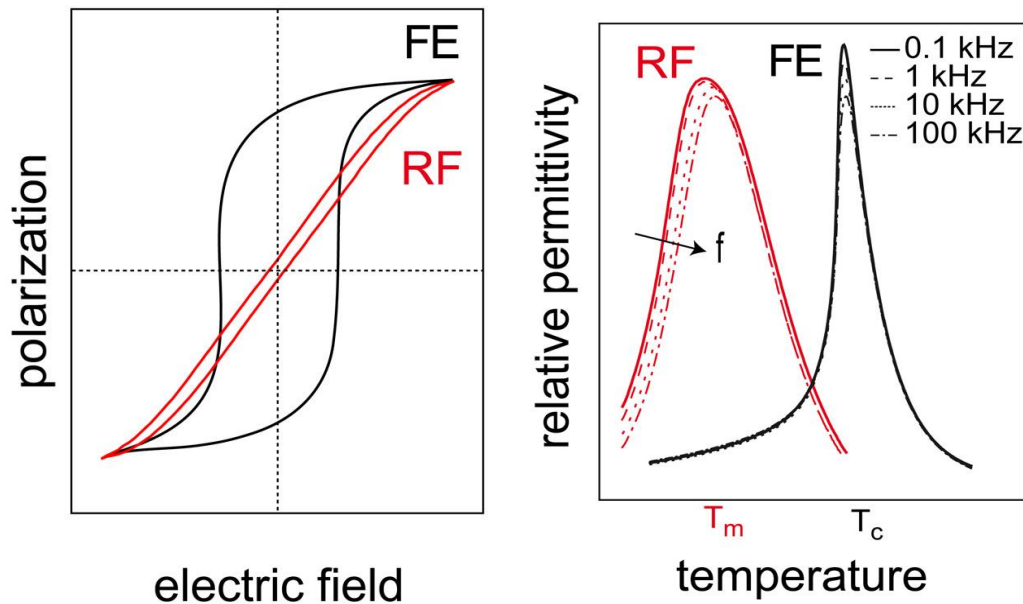 FE
RF
polarization
electric field
RF
FE
0.1 kHz
1 kHz
10 kHz
100 kHz
f
relative permittivity
Tm
Tc
temperature